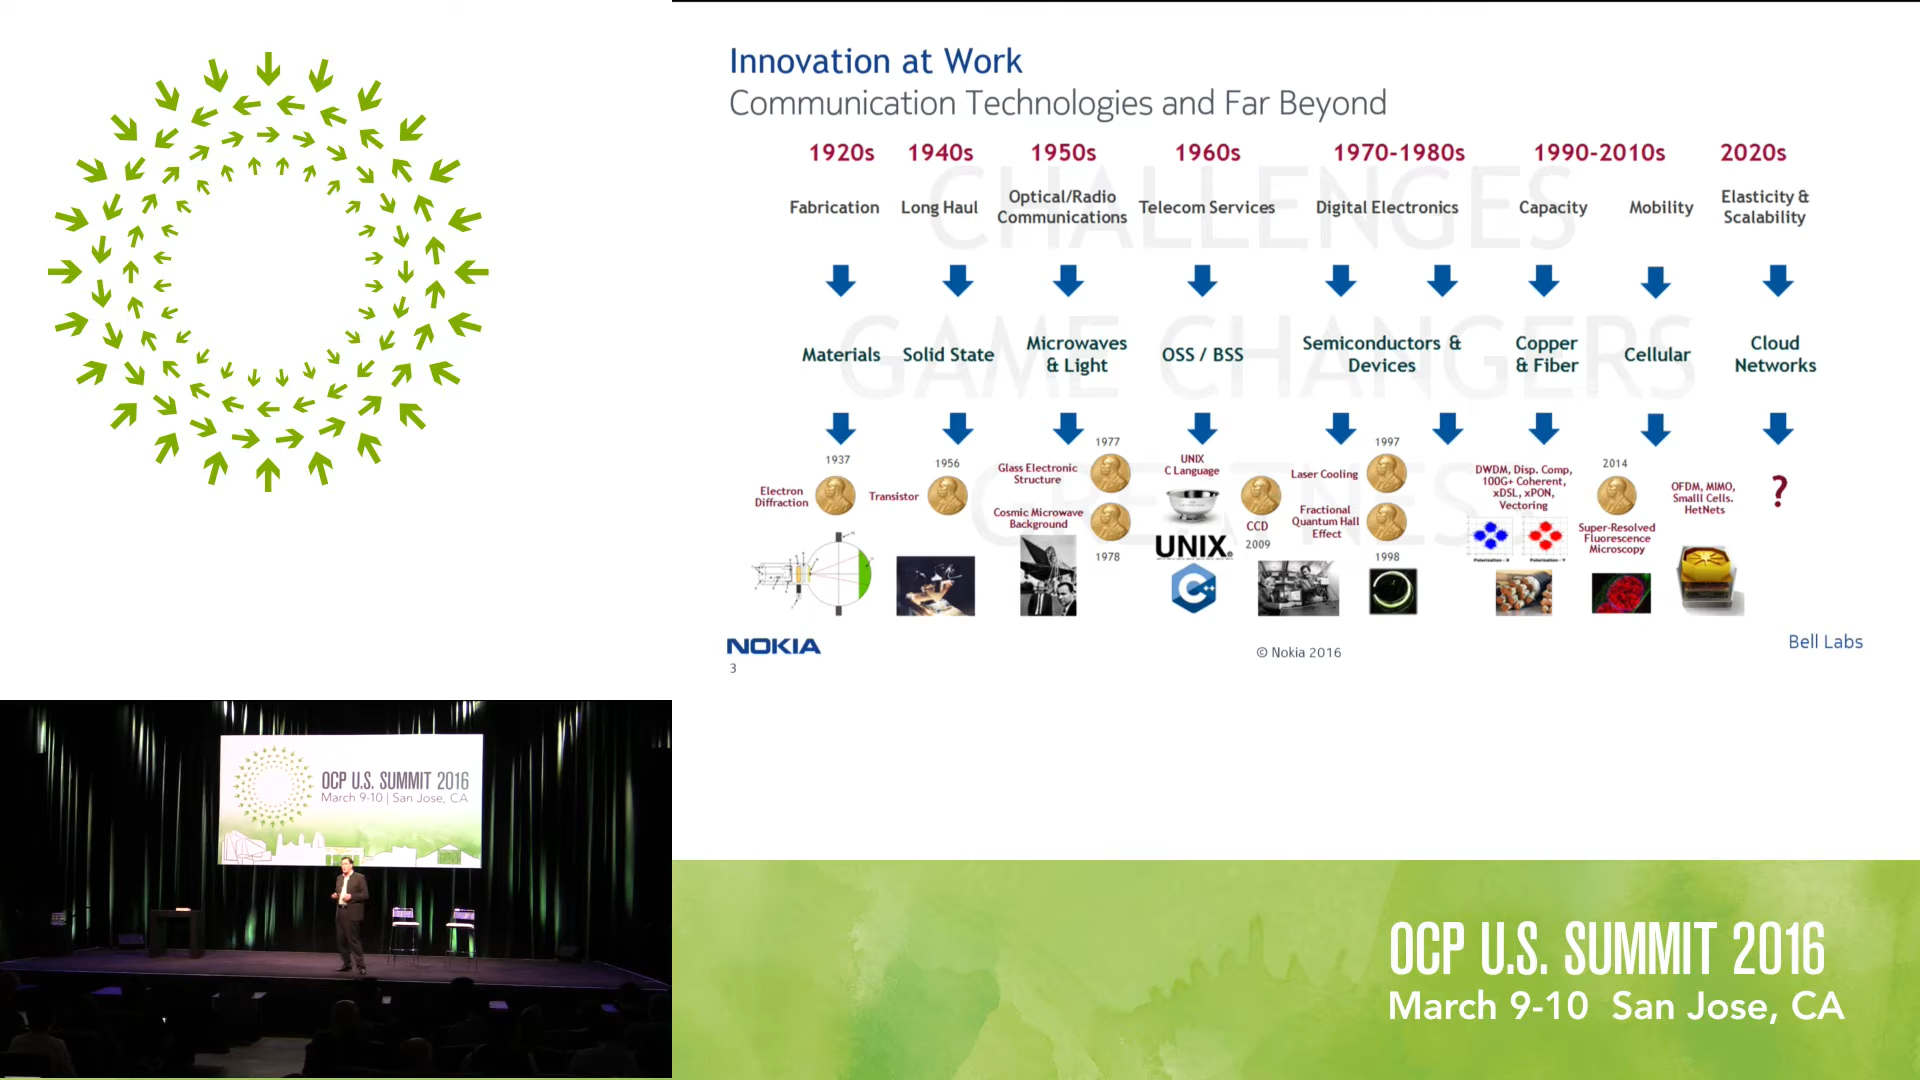 Innovation at Work
Communication Technologies and Far Beyond
1920s 1940s 1950s 1960s 1970-1980s 1990-2010s 2020s
CHALLENGES
Fabrication
Long Haul
Optical/Radio
Communications
Telecom Services
Digital Electronics
Capacity
Mobility
Elasticity &
Scalability
GAME CHANGERS
Materials
Solid State
Microwaves
& Light
OSS / BSS
Semiconductors &
Devices
Copper
& Fiber
Cellular
Cloud
Networks
GREATNESS
1937
Electron
Diffraction
1956
Transistor
1977
Glass Electronic
Structure
Cosmic Microwave
Background
1978
UNIX
C Language
UNIX
C++
CCD
2009
1997
Laser Cooling
Fractional
Quantum Hall
Effect
1998
DWDM, Disp. Comp,
100G+ Coherent,
xDSL, xPON,
Vectoring
Polarization - X
Polarization - Y
2014
Super-Resolved
Fluorescence
Microscopy
OFDM, MIMO,
Smalll Cells.
HetNets
?
NOKIA
3
© Nokia 2016
Bell Labs
OCP U.S. SUMMIT 2016
March 9-10 | San Jose, CA
OCP U.S. SUMMIT 2016
March 9-10 San Jose, CA